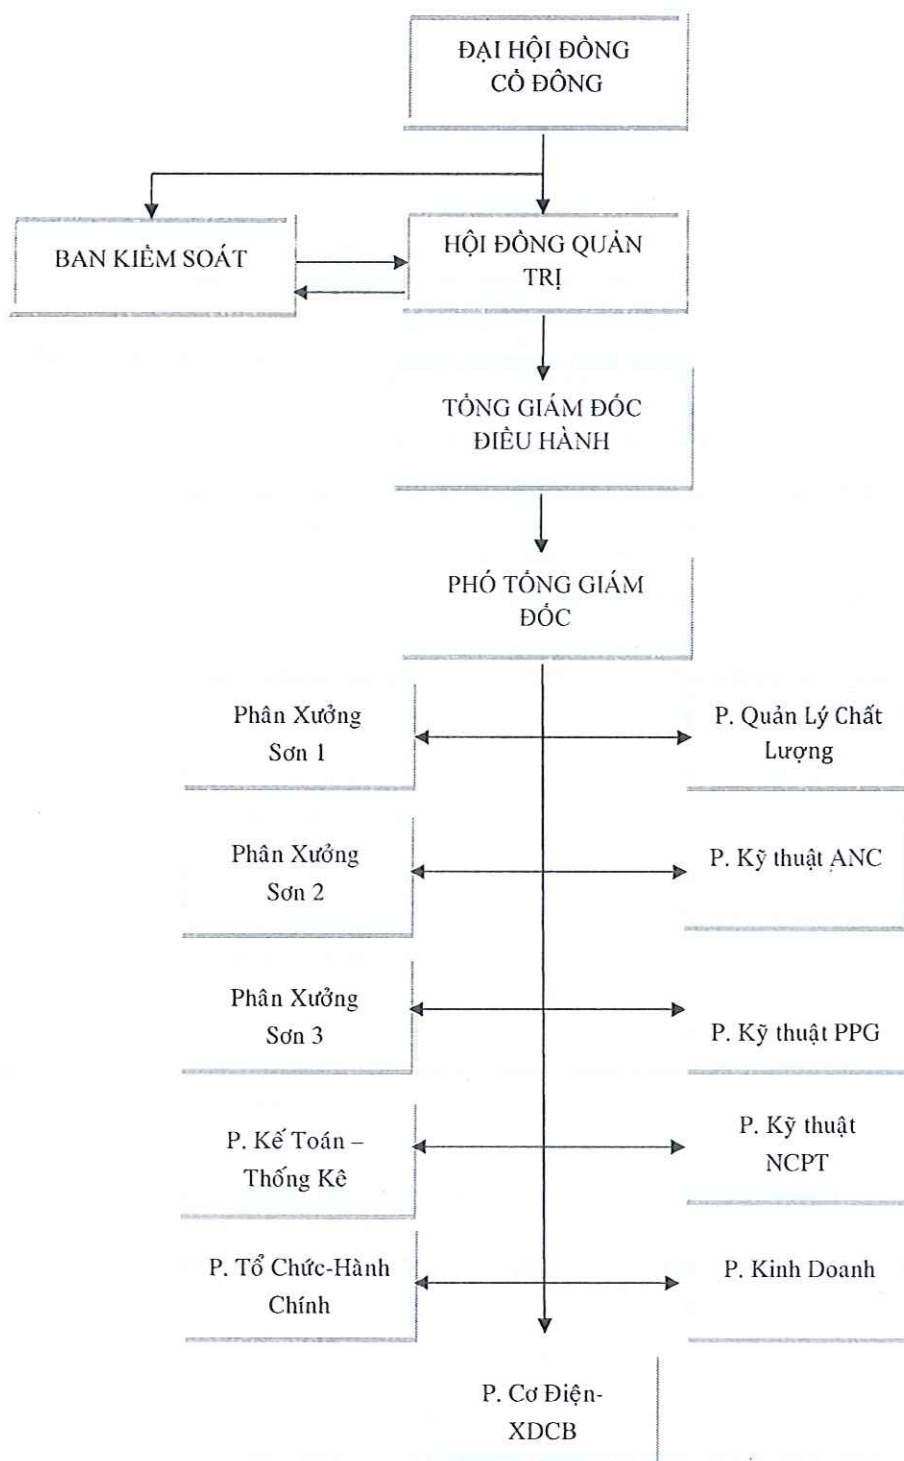 ĐẠI HỘI ĐỒNG
CỔ ĐÔNG
BAN KIỂM SOÁT
HỘI ĐỒNG QUẢN
TRỊ
TỔNG GIÁM ĐỐC
ĐIỀU HÀNH
PHÓ TỔNG GIÁM
ĐỐC
Phân Xưởng
Sơn 1
P. Quản Lý Chất
Lượng
Phân Xưởng
Sơn 2
P. Kỹ thuật ANC
Phân Xưởng
Sơn 3
P. Kỹ thuật PPG
P. Kế Toán –
Thống Kê
P. Kỹ thuật
NCPT
P. Tổ Chức-Hành
Chính
P. Kinh Doanh
P. Cơ Điện-
XDCB